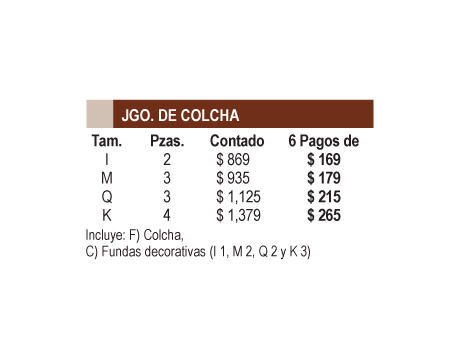 JGO. DE COLCHA
Tam. Pzas. Contado 6 Pagos de
I 2 $ 869 $ 169
M 3 $ 935 $ 179
Q 3 $ 1,125 $ 215
K 4 $ 1,379 $ 265
Incluye: F) Colcha,
C) Fundas decorativas (I 1, M 2, Q 2 y K 3)